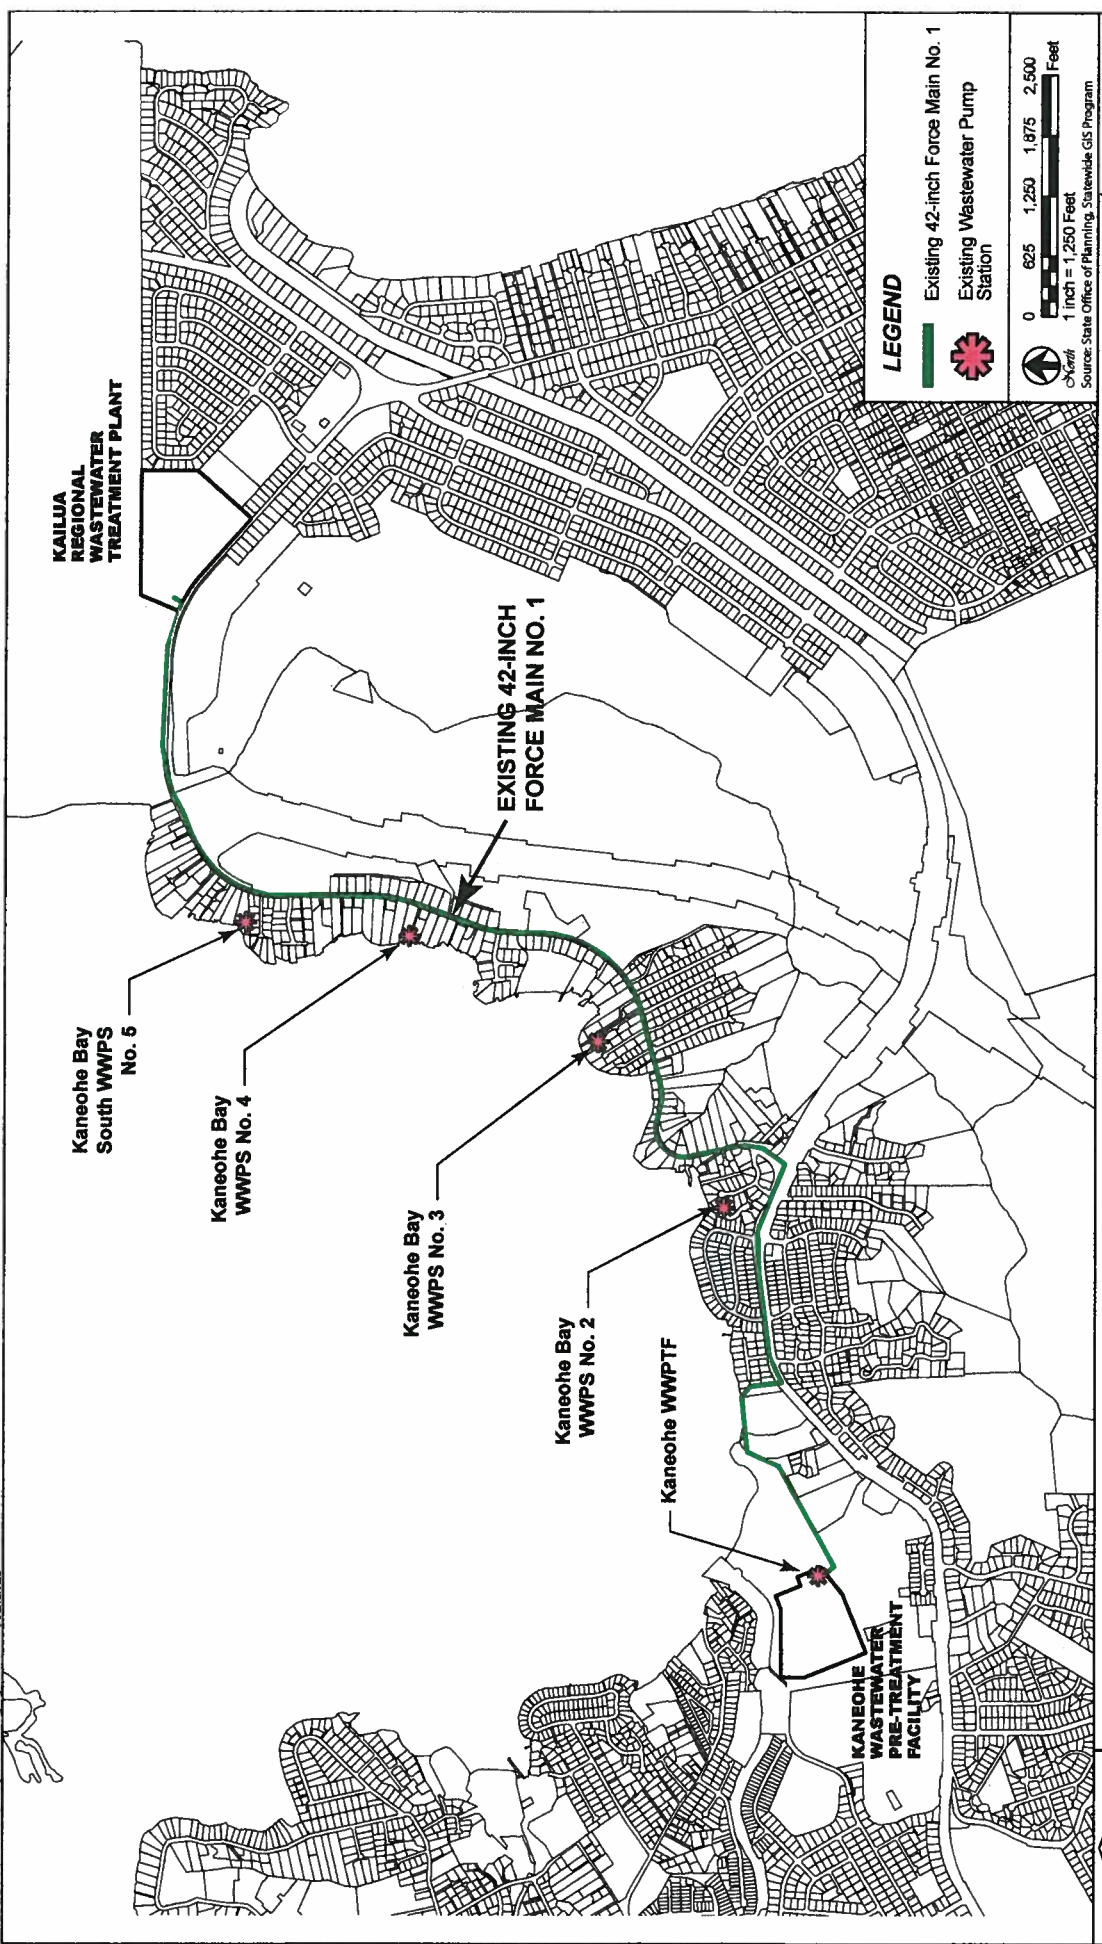 KAILUA
REGIONAL
WASTEWATER
TREATMENT PLANT
Kaneohe Bay
South WWPS
No. 5
Kaneohe Bay
WWPS No. 4
Kaneohe Bay
WWPS No. 3
Kaneohe Bay
WWPS No. 2
Kaneohe WWPTF
EXISTING 42-INCH
FORCE MAIN NO. 1
KANEOHE
WASTEWATER
PRE-TREATMENT
FACILITY
LEGEND
Existing 42-inch Force Main No. 1
Existing Wastewater Pump
Station
North
0 625 1,250 1,875 2,500
Feet
1 inch = 1,250 Feet
Source: State Office of Planning, Statewide GIS Program